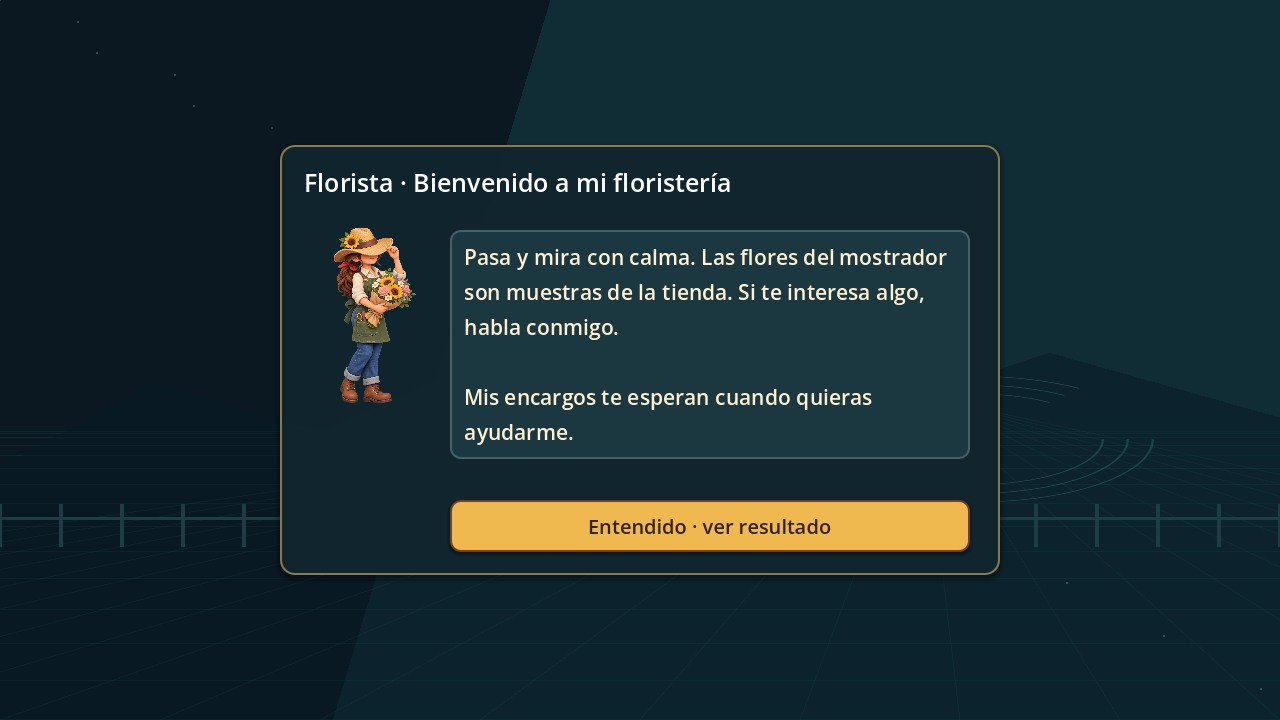 Florista · Bienvenido a mi floristería
Pasa y mira con calma. Las flores del mostrador
son muestras de la tienda. Si te interesa algo,
habla conmigo.
Mis encargos te esperan cuando quieras
ayudarme.
Entendido · ver resultado